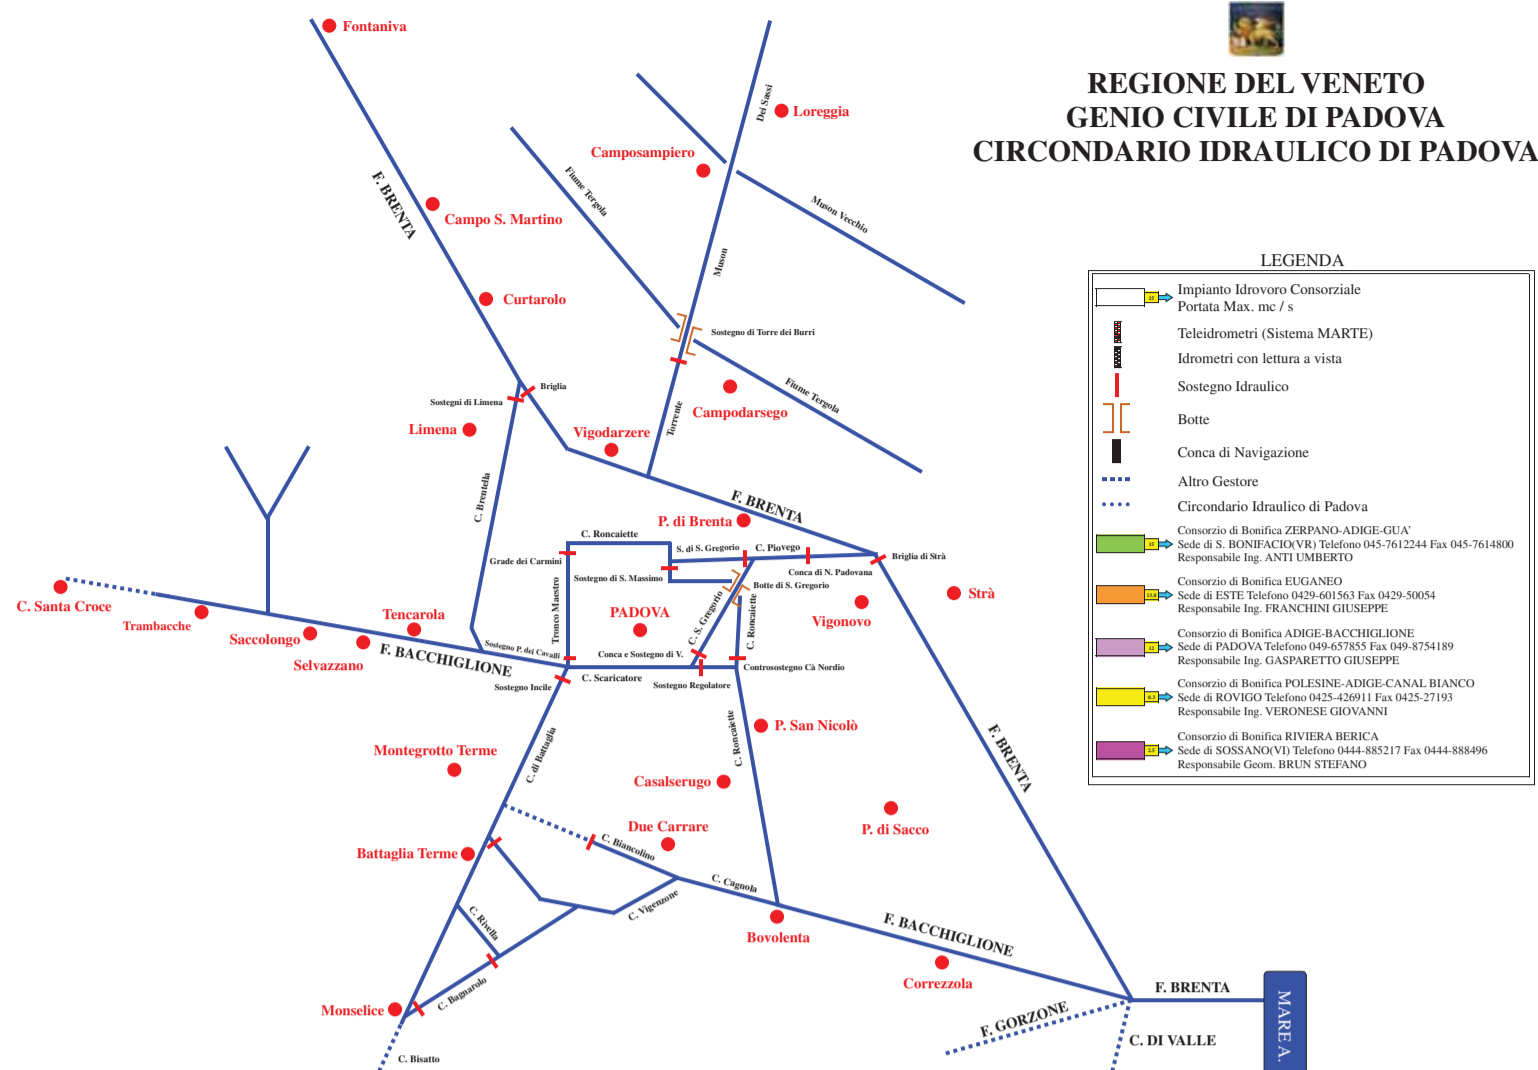 REGIONE DEL VENETO
GENIO CIVILE DI PADOVA
CIRCONDARIO IDRAULICO DI PADOVA
Fontaniva
Dei Sassi
Loreggia
Camposampiero
Fiume Tergola
F. BRENTA
Campo S. Martino
Muson Vecchio
Muson
Curtarolo
Sostegno di Torre dei Burri
Briglia
Sostegni di Limena
Fiume Tergola
Campodarsego
Torrente
Limena
Vigodarzere
C. Brentella
F. BRENTA
P. di Brenta
C. Roncaiette
S. di S. Gregorio
C. Piovego
Briglia di Strà
Grade dei Carmini
Sostegno di S. Massimo
Conca di N. Padovana
Botte di S. Gregorio
C. Santa Croce
Trambacche
Saccolongo
Selvazzano
Tencarola
F. BACCHIGLIONE
Tronco Maestro
PADOVA
C. S. Gregorio
C. Roncaiette
Vigonovo
Strà
Sostegno P. dei Cavalli
Conca e Sostegno di V.
Controsostegno Cà Nordio
Sostegno Incile
C. Scaricatore
Sostegno Regolatore
C. di Battaglia
C. Roncaiette
P. San Nicolò
F. BRENTA
Montegrotto Terme
Casalserugo
P. di Sacco
Due Carrare
C. Biancolino
Battaglia Terme
C. Cagnola
C. Vigenzone
C. Rivella
Bovolenta
F. BACCHIGLIONE
Correzzola
C. Bagnarolo
Monselice
C. Bisatto
F. GORZONE
F. BRENTA
C. DI VALLE
MARE A.
LEGENDA
15
Impianto Idrovoro Consorziale
Portata Max. mc / s
Teleidrometri (Sistema MARTE)
Idrometri con lettura a vista
Sostegno Idraulico
Botte
Conca di Navigazione
Altro Gestore
Circondario Idraulico di Padova
Consorzio di Bonifica ZERPANO-ADIGE-GUA'
15
Sede di S. BONIFACIO(VR) Telefono 045-7612244 Fax 045-7614800
Responsabile Ing. ANTI UMBERTO
Consorzio di Bonifica EUGANEO
13.8
Sede di ESTE Telefono 0429-601563 Fax 0429-50054
Responsabile Ing. FRANCHINI GIUSEPPE
Consorzio di Bonifica ADIGE-BACCHIGLIONE
12
Sede di PADOVA Telefono 049-657855 Fax 049-8754189
Responsabile Ing. GASPARETTO GIUSEPPE
Consorzio di Bonifica POLESINE-ADIGE-CANAL BIANCO
Sede di ROVIGO Telefono 0425-426911 Fax 0425-27193
Responsabile Ing. VERONESE GIOVANNI
Consorzio di Bonifica RIVIERA BERICA
2.5
Sede di SOSSANO(VI) Telefono 0444-885217 Fax 0444-888496
Responsabile Geom. BRUN STEFANO